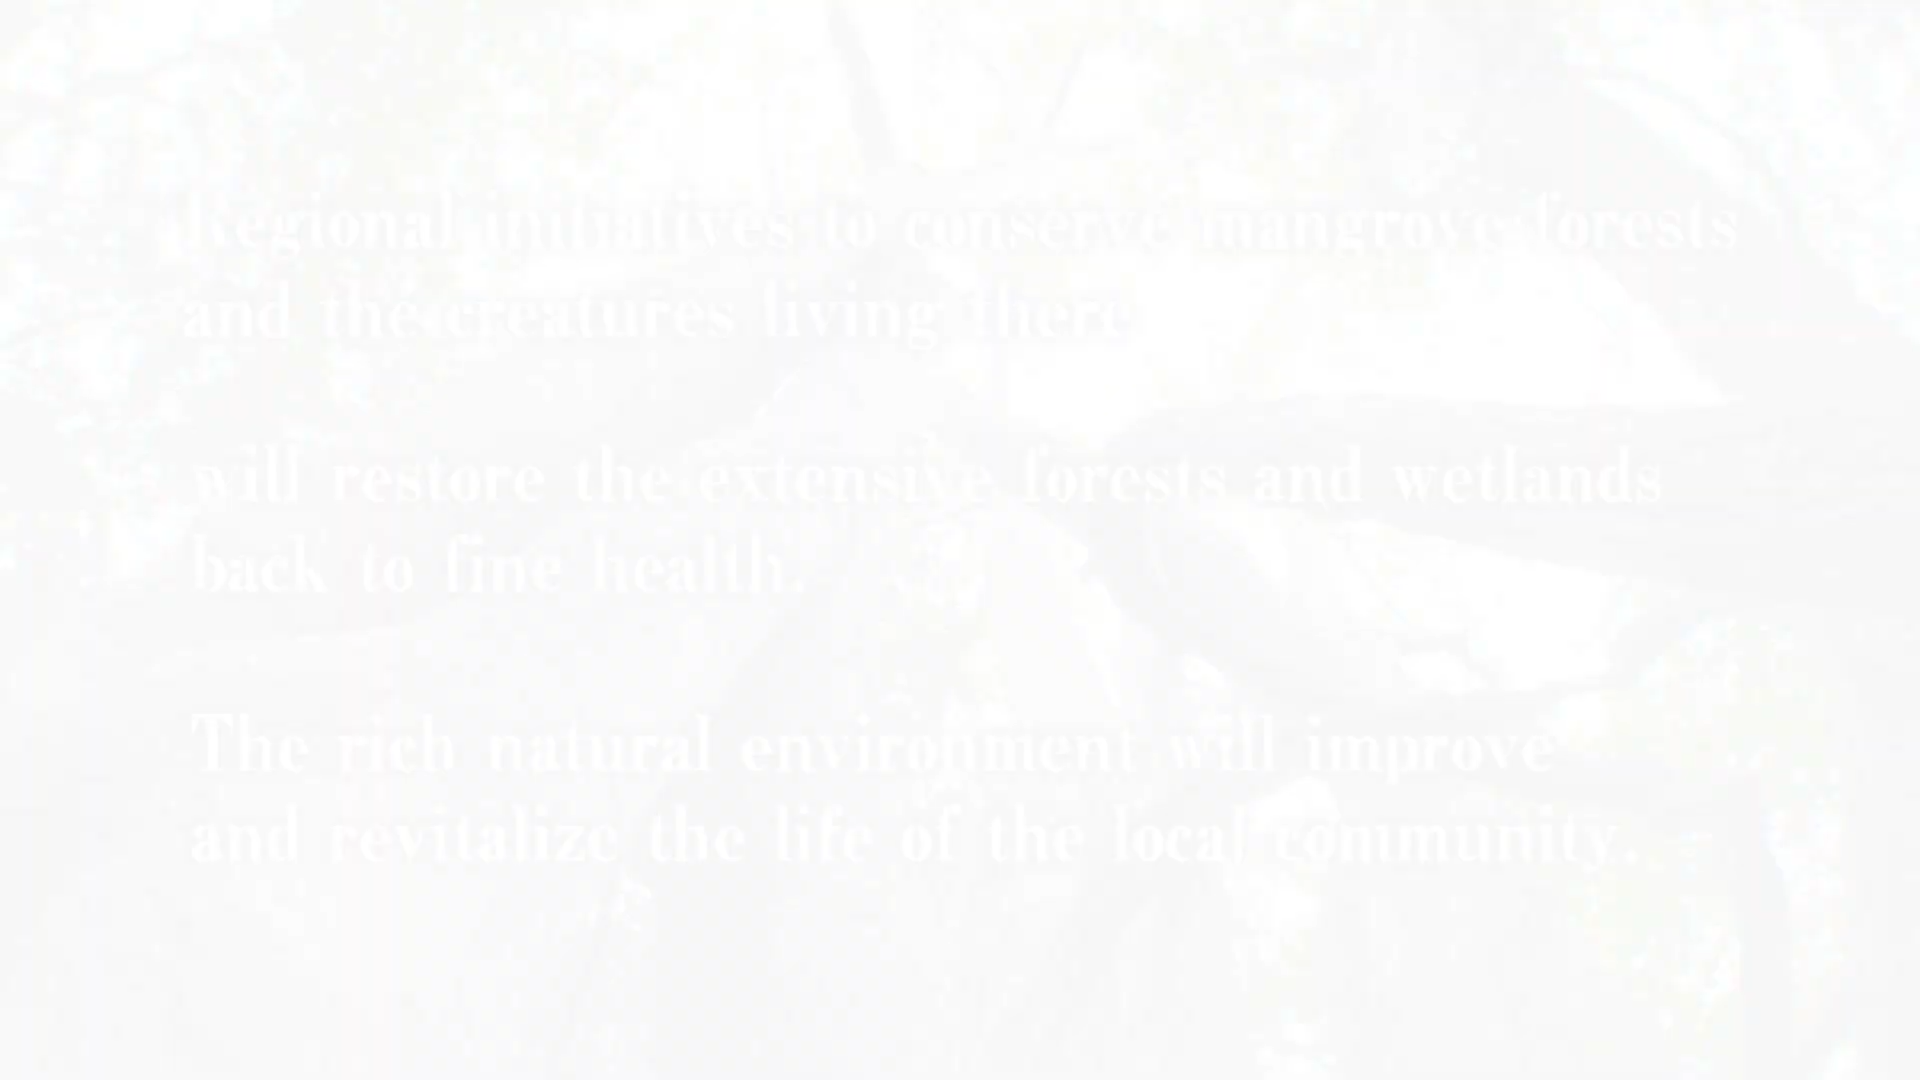 Regional initiatives to conserve mangrove forests
and the creatures living there
will restore the extensive forests and wetlands
back to fine health.
The rich natural environment will improve
and revitalize the life of the local community.